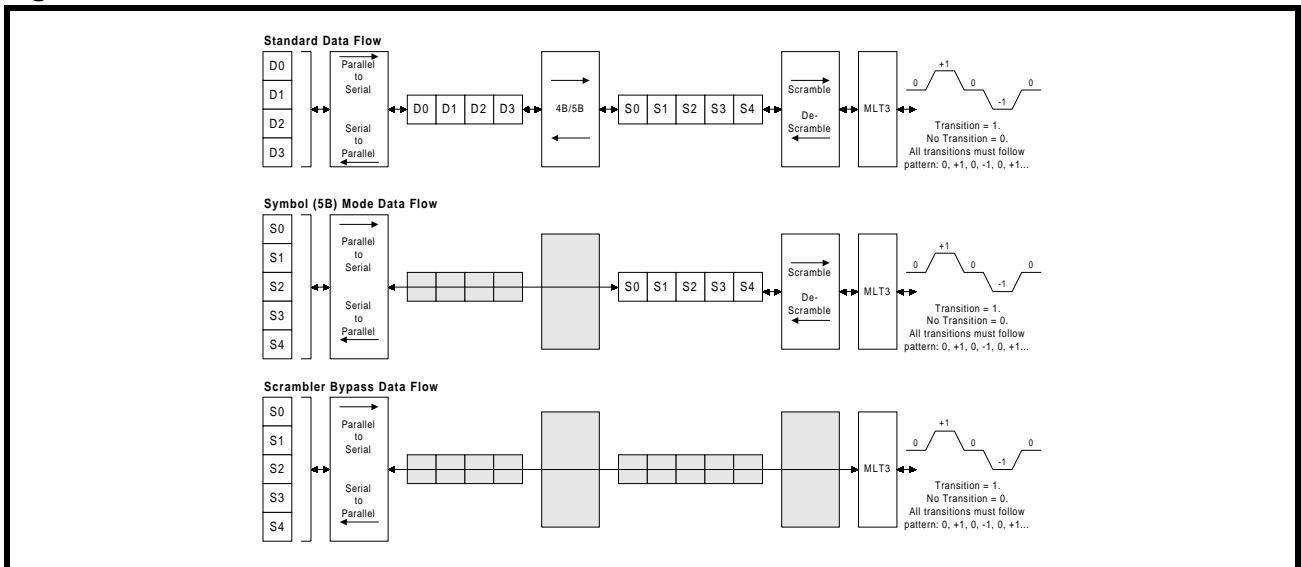 Standard Data Flow
D0
D1
D2
D3
Parallel
to
Serial
Serial
to
Parallel
D0 D1 D2 D3
4B/5B
S0 S1 S2 S3 S4
Scramble
De-
Scramble
MLT3
0
+1
0
-1
0
Transition = 1.
No Transition = 0.
All transitions must follow
pattern: 0, +1, 0, -1, 0, +1...
Symbol (5B) Mode Data Flow
S0
S1
S2
S3
S4
Parallel
to
Serial
Serial
to
Parallel
S0 S1 S2 S3 S4
Scramble
De-
Scramble
MLT3
0
+1
0
-1
0
Transition = 1.
No Transition = 0.
All transitions must follow
pattern: 0, +1, 0, -1, 0, +1...
Scrambler Bypass Data Flow
S0
S1
S2
S3
S4
Parallel
to
Serial
Serial
to
Parallel
MLT3
0
+1
0
-1
0
Transition = 1.
No Transition = 0.
All transitions must follow
pattern: 0, +1, 0, -1, 0, +1...